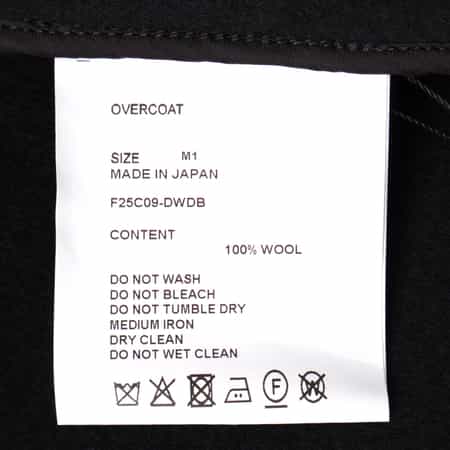 OVERCOAT
SIZE M1
MADE IN JAPAN
F25C09-DWDB
CONTENT
100% WOOL
DO NOT WASH
DO NOT BLEACH
DO NOT TUMBLE DRY
MEDIUM IRON
DRY CLEAN
DO NOT WET CLEAN
F W